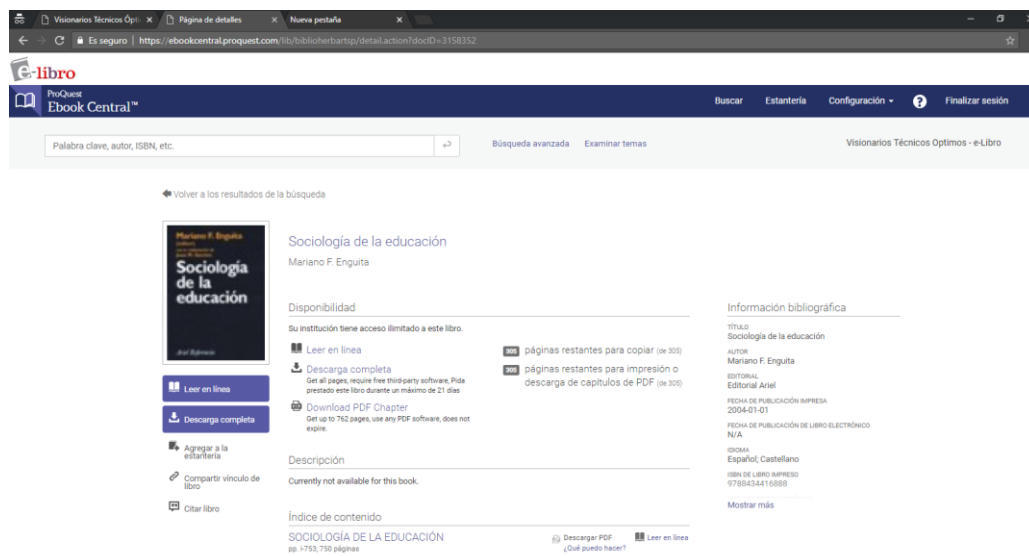 Visionarios Técnicos Ópti
Página de detalles
Nueva pestaña
Es seguro | https://ebookcentral.proquest.com/lib/biblioherbartsp/detail.action?docID=3158352
e-libro
ProQuest
Ebook Central™
Buscar
Estantería
Configuración
Finalizar sesión
Palabra clave, autor, ISBN, etc.
Búsqueda avanzada
Examinar temas
Visionarios Técnicos Optimos - e-Libro
Volver a los resultados de la búsqueda
Mariano F. Enguita
Sociología
de la
educación
Ariel Referencia
Leer en línea
Descarga completa
Agregar a la
estantería
Compartir vínculo de
libro
Citar libro
Sociología de la educación
Mariano F. Enguita
Disponibilidad
Su institución tiene acceso ilimitado a este libro.
Leer en línea
Descarga completa
Get all pages, require free third-party software, Pida
prestado este libro durante un máximo de 21 días
Download PDF Chapter
Get up to 762 pages, use any PDF software, does not
expire.
305 páginas restantes para copiar (de 305)
305 páginas restantes para impresión o
descarga de capítulos de PDF (de 305)
Descripción
Currently not available for this book.
Índice de contenido
SOCIOLOGÍA DE LA EDUCACIÓN
pp. i-753; 750 páginas
Descargar PDF
¿Qué puedo hacer?
Leer en línea
Información bibliográfica
TÍTULO
Sociología de la educación
AUTOR
Mariano F. Enguita
EDITORIAL
Editorial Ariel
FECHA DE PUBLICACIÓN IMPRESA
2004-01-01
FECHA DE PUBLICACIÓN DE LIBRO ELECTRÓNICO
N/A
IDIOMA
Español; Castellano
ISBN DE LIBRO IMPRESO
9788434416888
Mostrar más